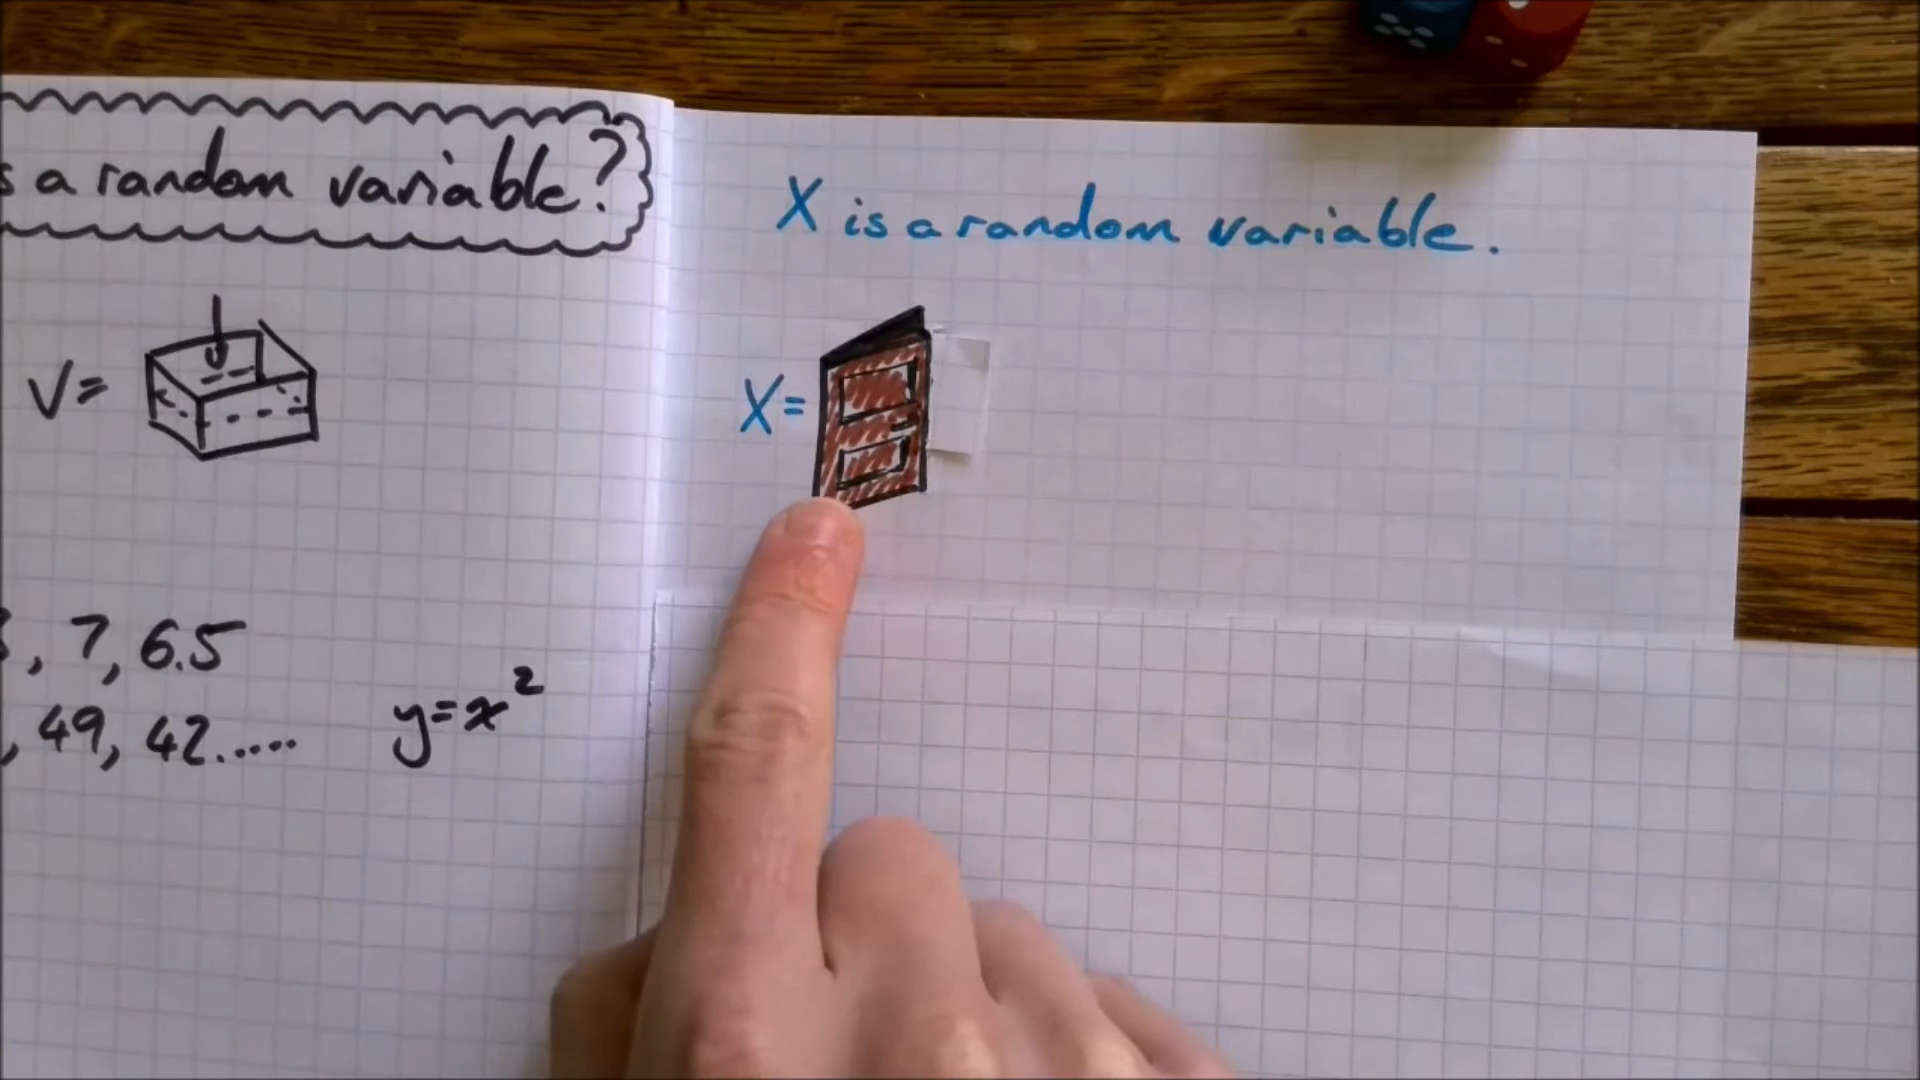 s a random variable?
V=
, 7, 6.5
, 49, 42.....
y=x²
X is a random variable.
X=